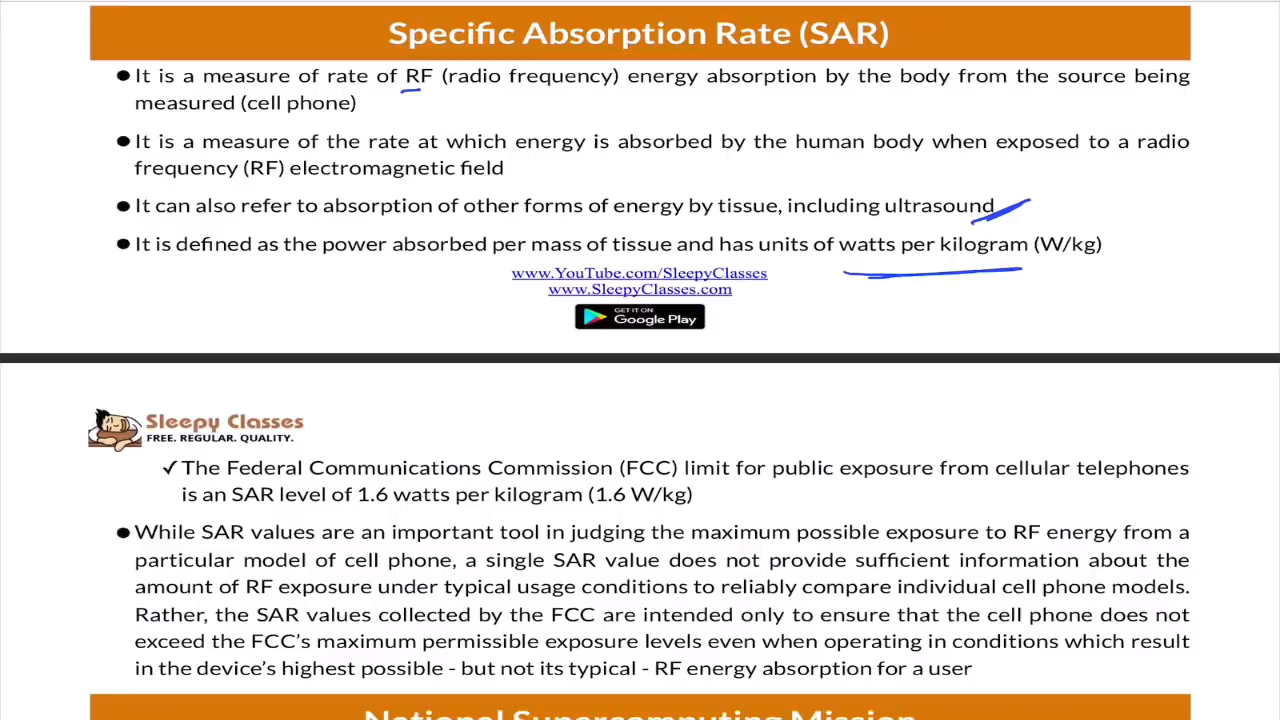 Specific Absorption Rate (SAR)
●It is a measure of rate of RF (radio frequency) energy absorption by the body from the source being
measured (cell phone)
●It is a measure of the rate at which energy is absorbed by the human body when exposed to a radio
frequency (RF) electromagnetic field
●It can also refer to absorption of other forms of energy by tissue, including ultrasound
●It is defined as the power absorbed per mass of tissue and has units of watts per kilogram (W/kg)
www.YouTube.com/SleepyClasses
www.SleepyClasses.com
GET IT ON
Google Play
Sleepy Classes
FREE. REGULAR. QUALITY.
✓The Federal Communications Commission (FCC) limit for public exposure from cellular telephones
is an SAR level of 1.6 watts per kilogram (1.6 W/kg)
●While SAR values are an important tool in judging the maximum possible exposure to RF energy from a
particular model of cell phone, a single SAR value does not provide sufficient information about the
amount of RF exposure under typical usage conditions to reliably compare individual cell phone models.
Rather, the SAR values collected by the FCC are intended only to ensure that the cell phone does not
exceed the FCC's maximum permissible exposure levels even when operating in conditions which result
in the device's highest possible - but not its typical - RF energy absorption for a user
National Supercomputing Mission